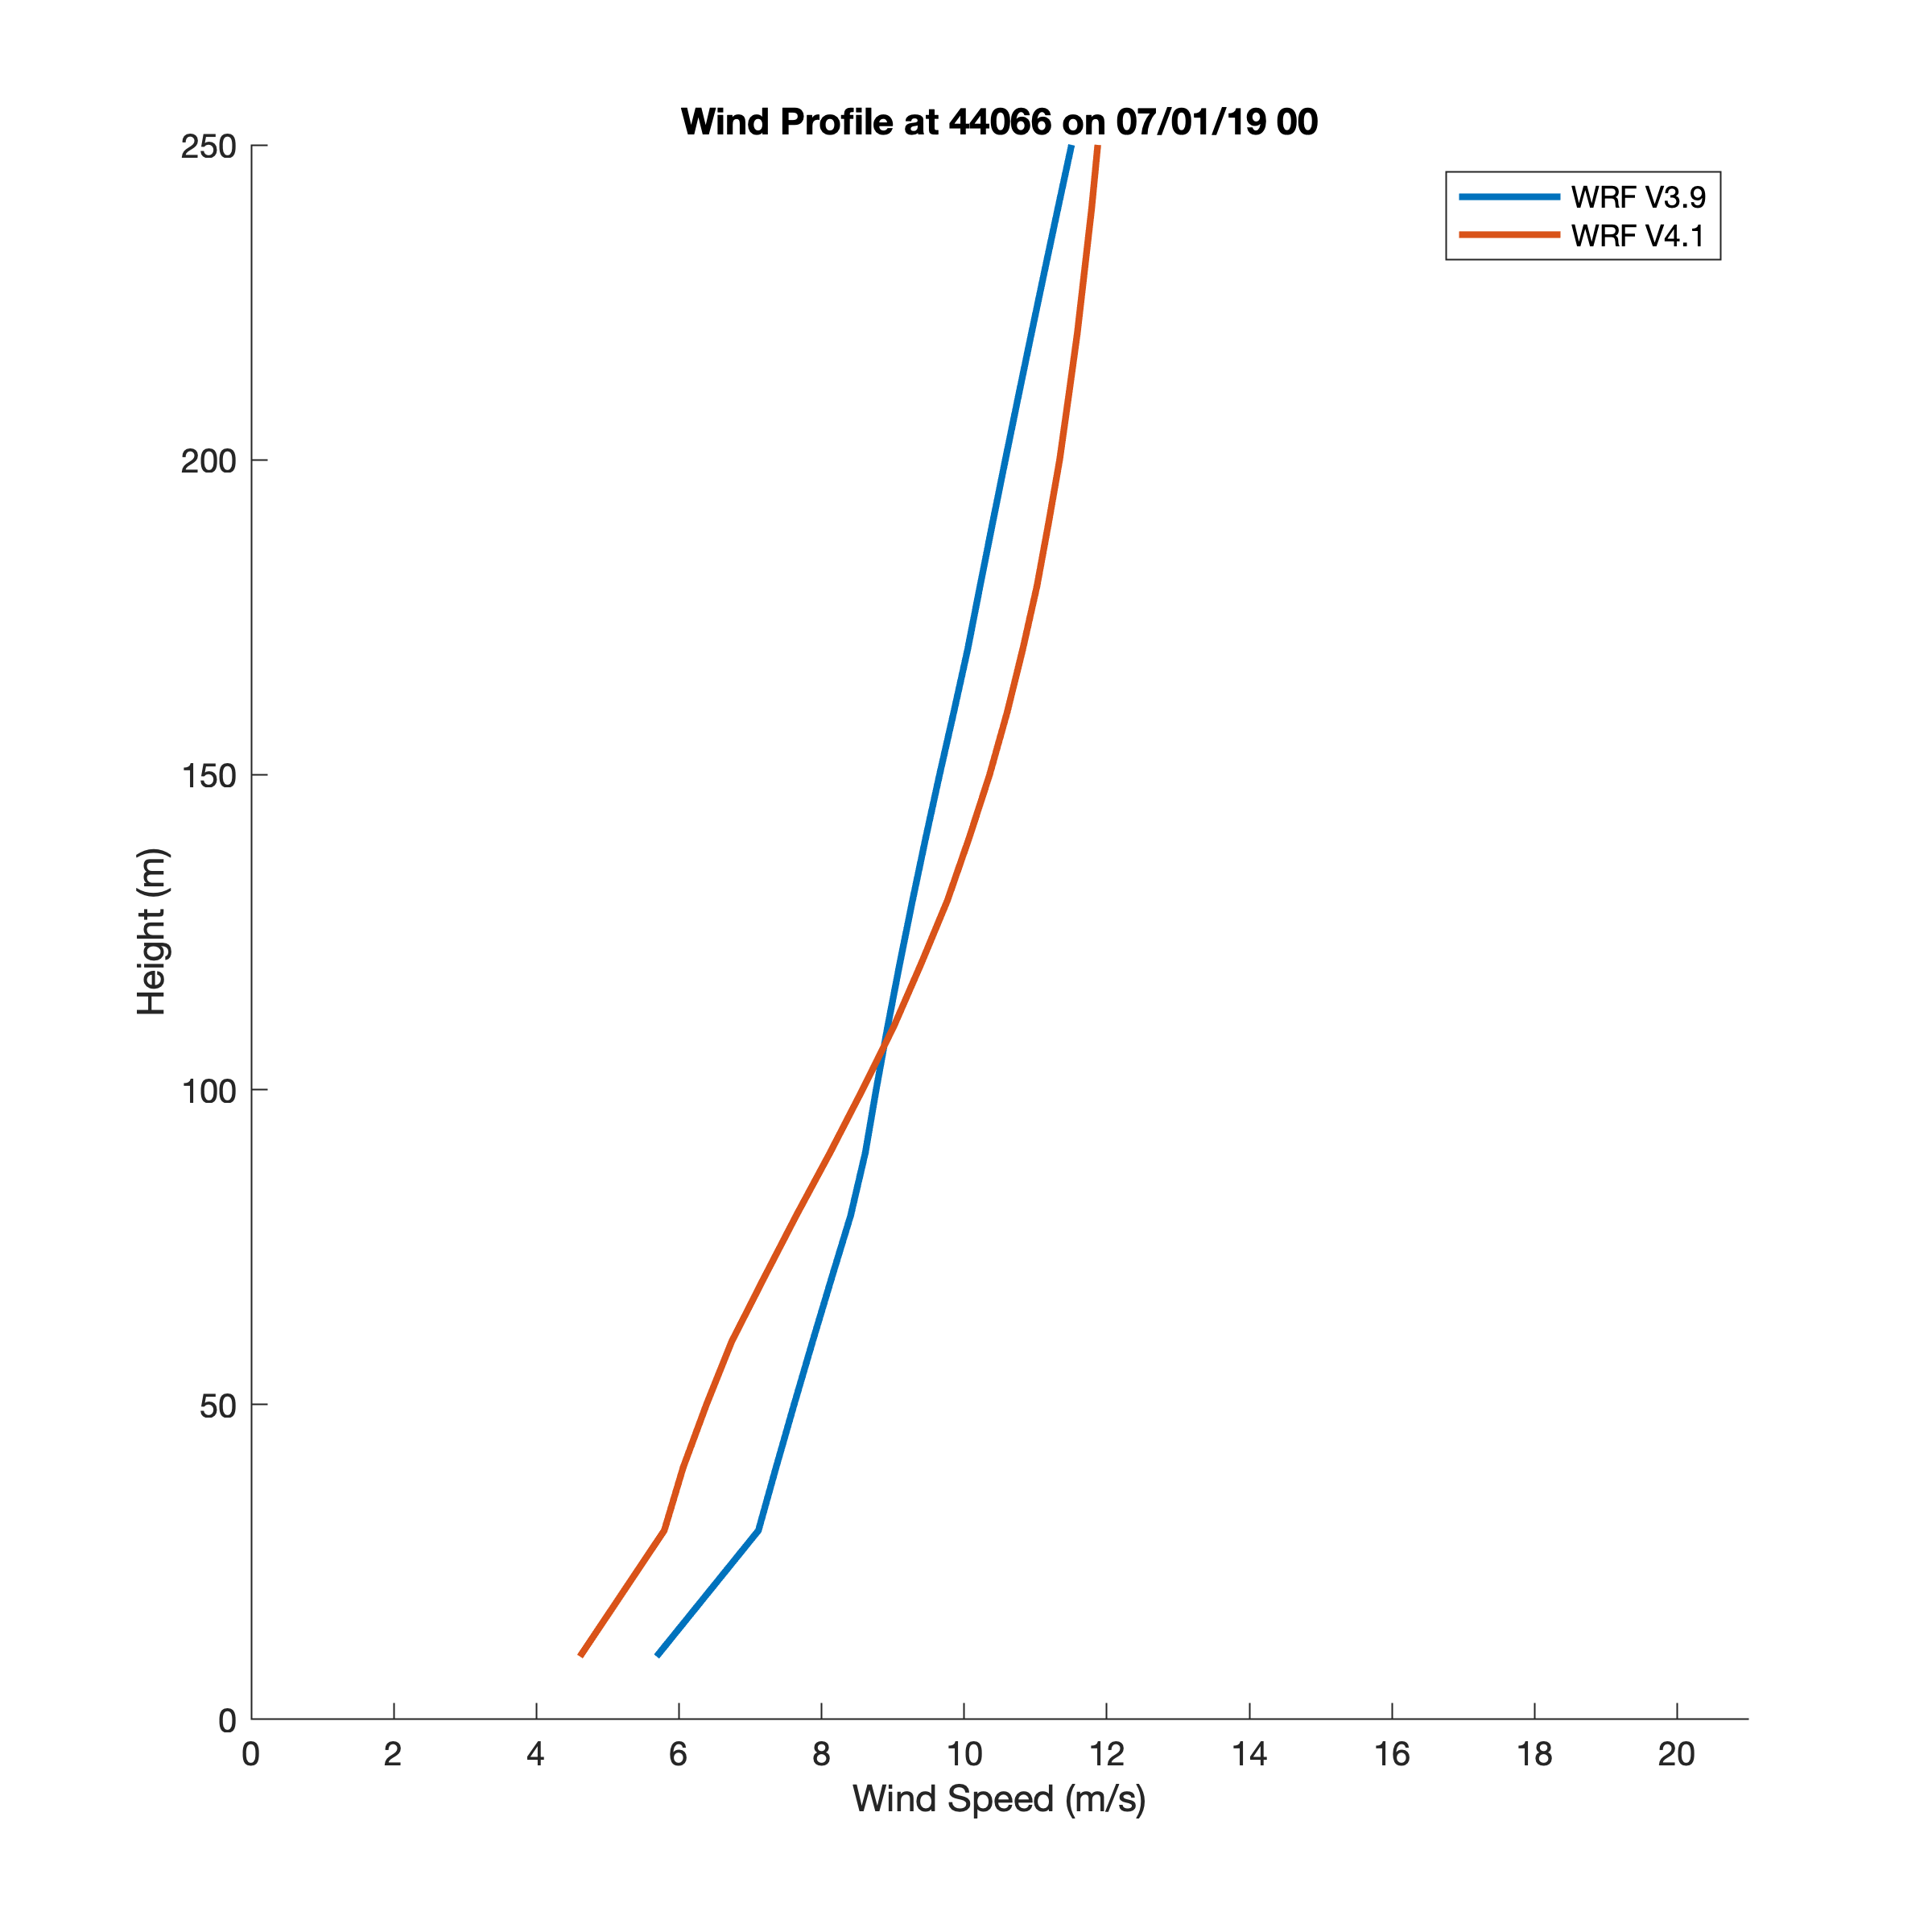 Wind Profile at 44066 on 07/01/19 00
WRF V3.9
WRF V4.1
250
200
150
100
50
0
Height (m)
0 2 4 6 8 10 12 14 16 18 20
Wind Speed (m/s)